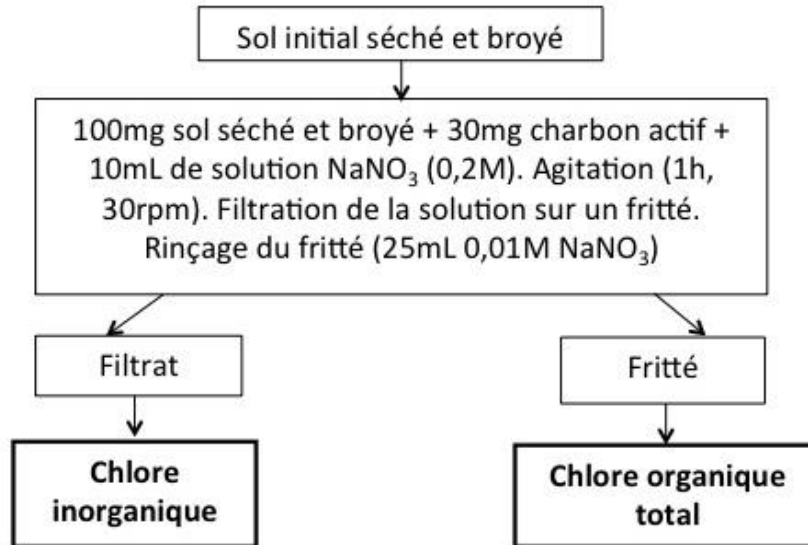 Sol initial séché et broyé
100mg sol séché et broyé + 30mg charbon actif +
10mL de solution NaNO₃ (0,2M). Agitation (1h,
30rpm). Filtration de la solution sur un fritté.
Rinçage du fritté (25mL 0,01M NaNO₃)
Filtrat
Fritté
Chlore
inorganique
Chlore organique
total